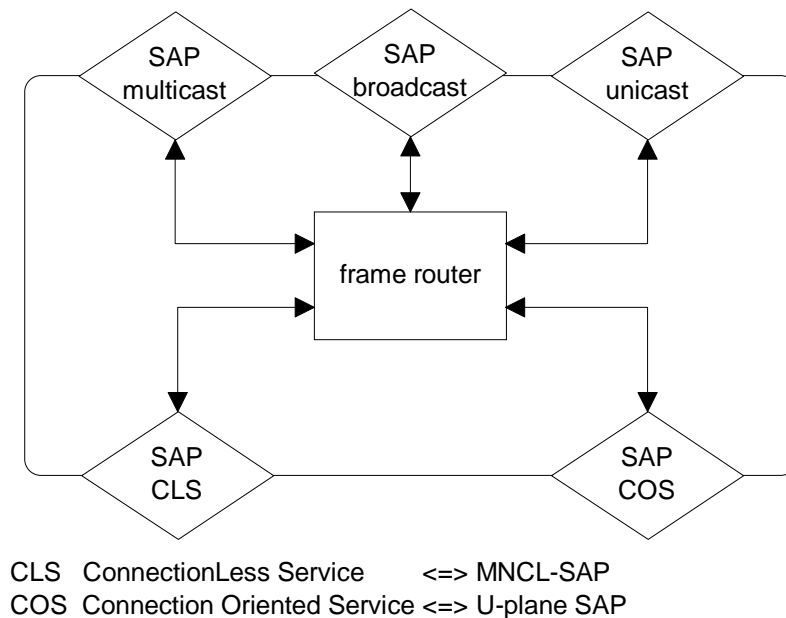 SAP
multicast
SAP
broadcast
SAP
unicast
frame router
SAP
CLS
SAP
COS
CLS ConnectionLess Service <=> MNCL-SAP
COS Connection Oriented Service <=> U-plane SAP